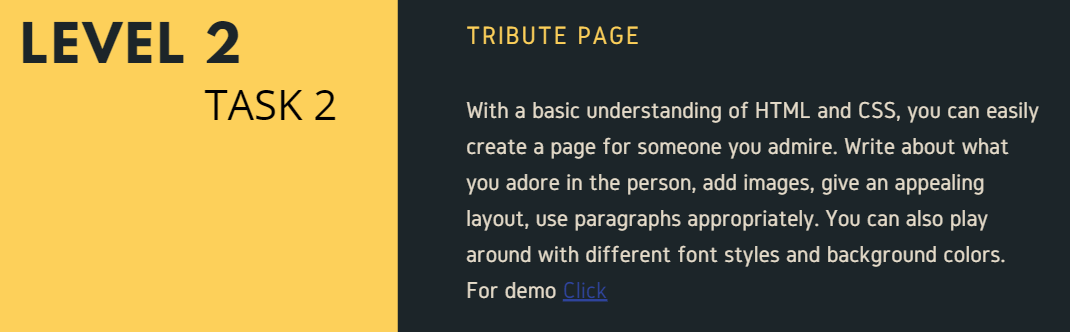 LEVEL 2
TASK 2
TRIBUTE PAGE
With a basic understanding of HTML and CSS, you can easily
create a page for someone you admire. Write about what
you adore in the person, add images, give an appealing
layout, use paragraphs appropriately. You can also play
around with different font styles and background colors.
For demo Click